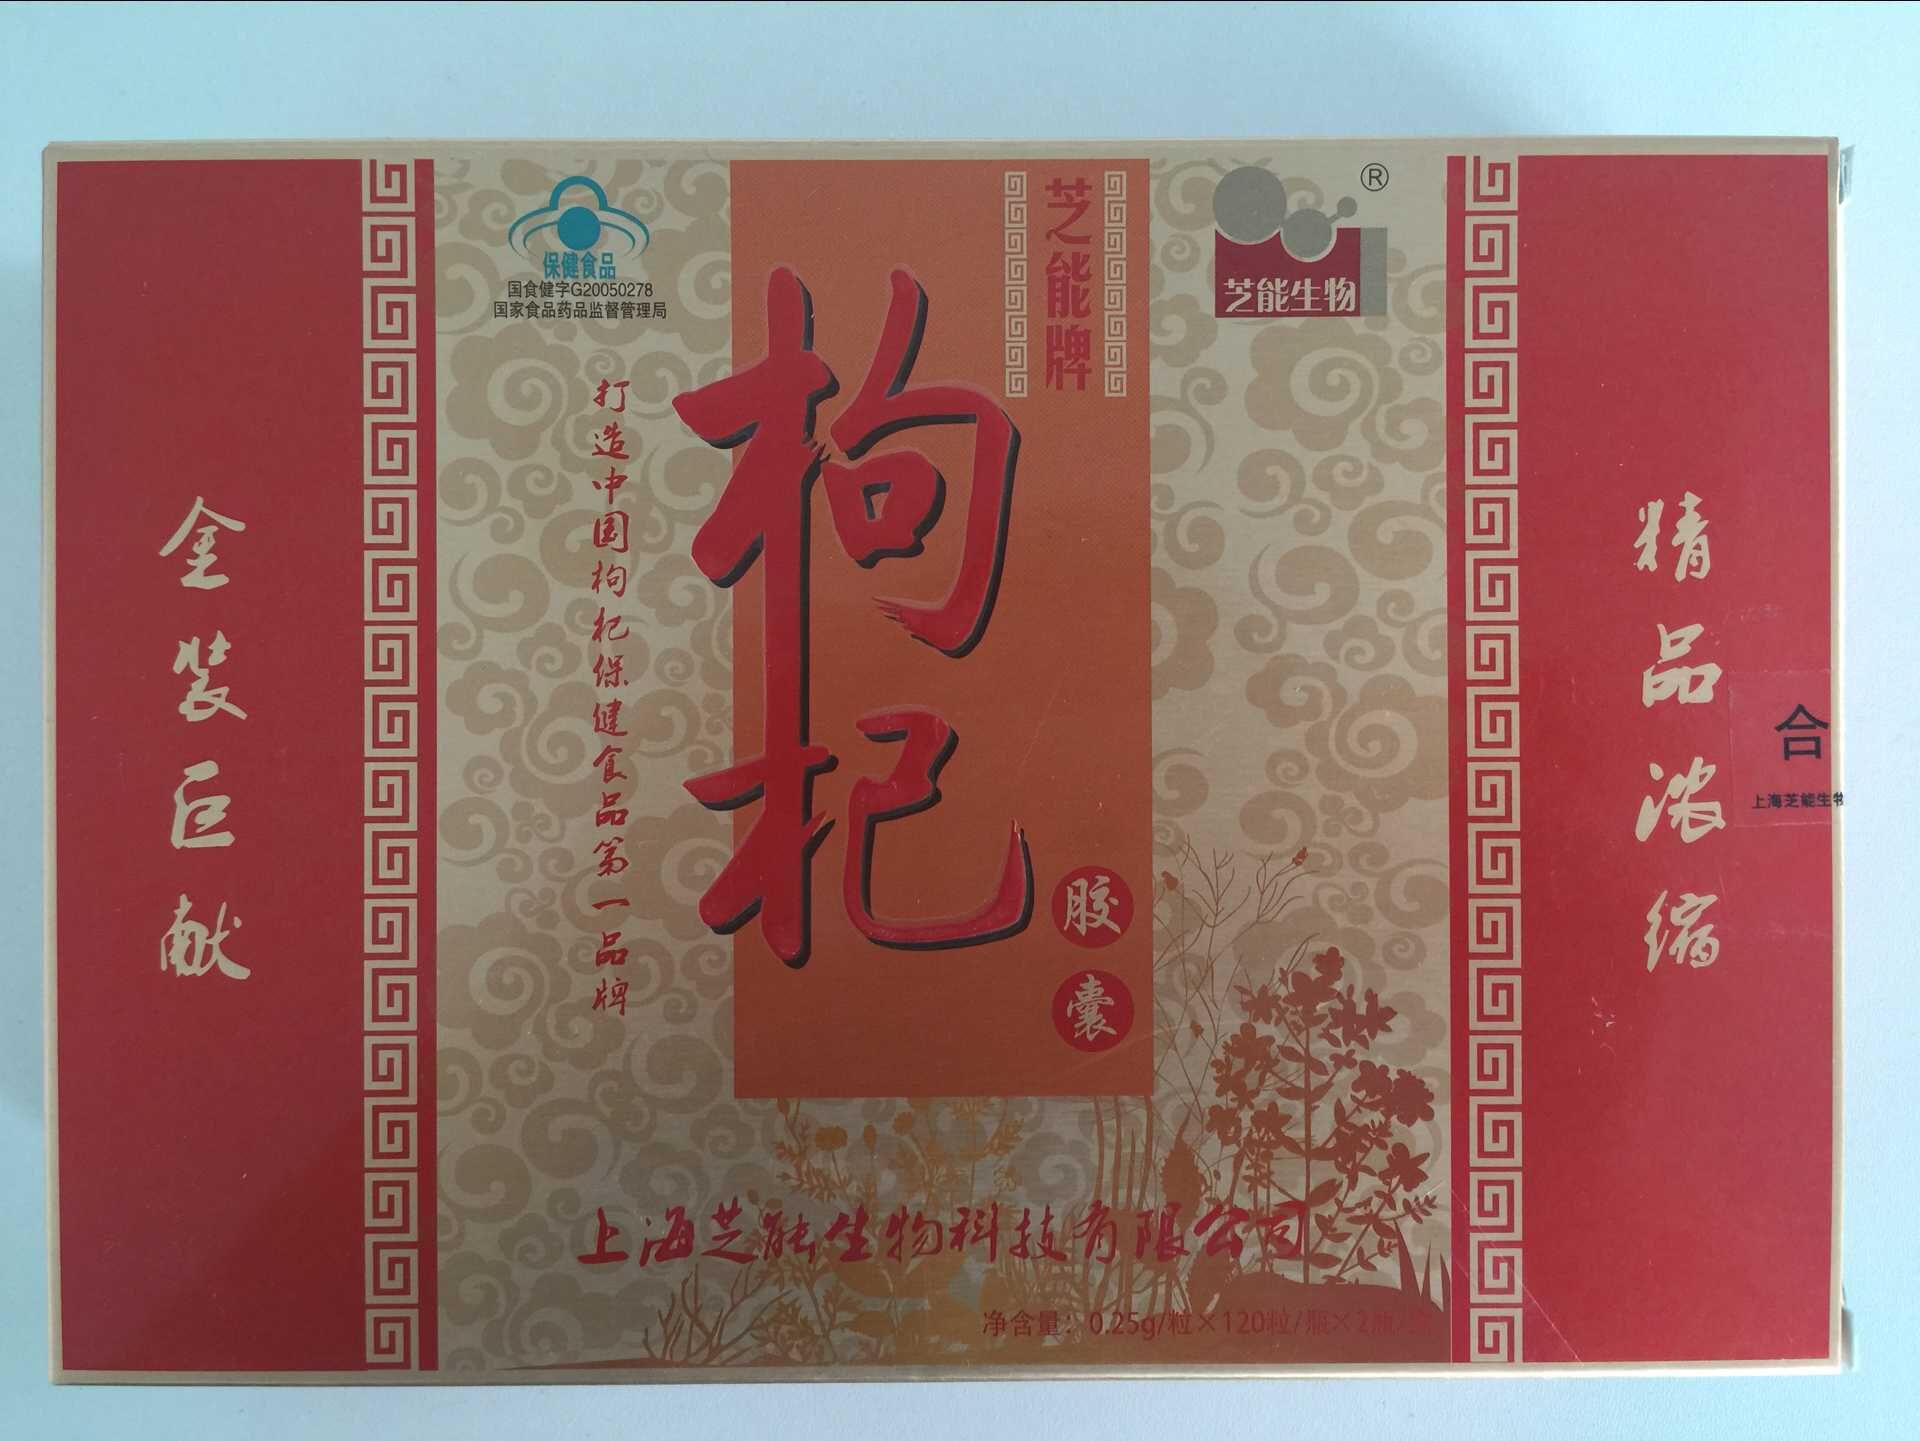 金装巨献
保健食品
国食健字G20050278
国家食品药品监督管理局
打造中国枸杞保健食品第一品牌
芝能牌
枸杞
胶囊
®
芝能生物
精品浓缩
合
上海芝能生物
上海芝能生物科技有限公司
净含量：0.25g/粒×120粒/瓶×2瓶/